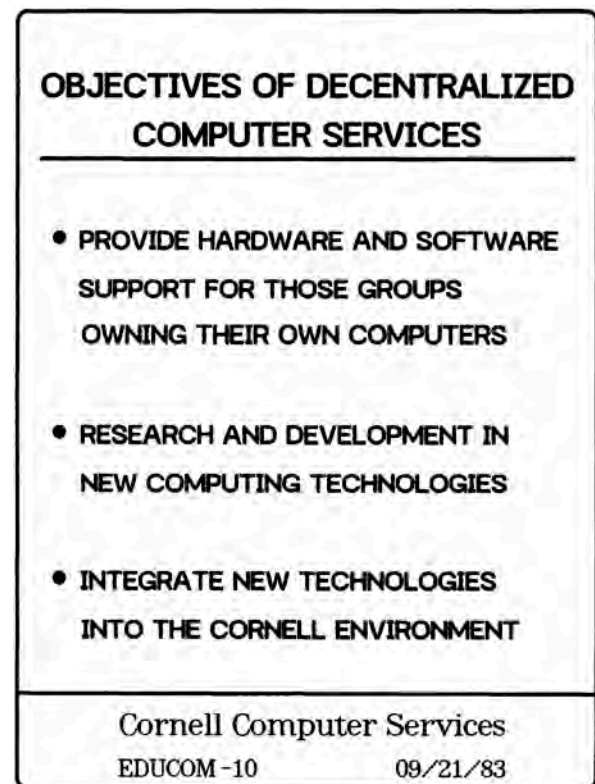 OBJECTIVES OF DECENTRALIZED
COMPUTER SERVICES
• PROVIDE HARDWARE AND SOFTWARE
SUPPORT FOR THOSE GROUPS
OWNING THEIR OWN COMPUTERS
• RESEARCH AND DEVELOPMENT IN
NEW COMPUTING TECHNOLOGIES
• INTEGRATE NEW TECHNOLOGIES
INTO THE CORNELL ENVIRONMENT
Cornell Computer Services
EDUCOM-10 09/21/83